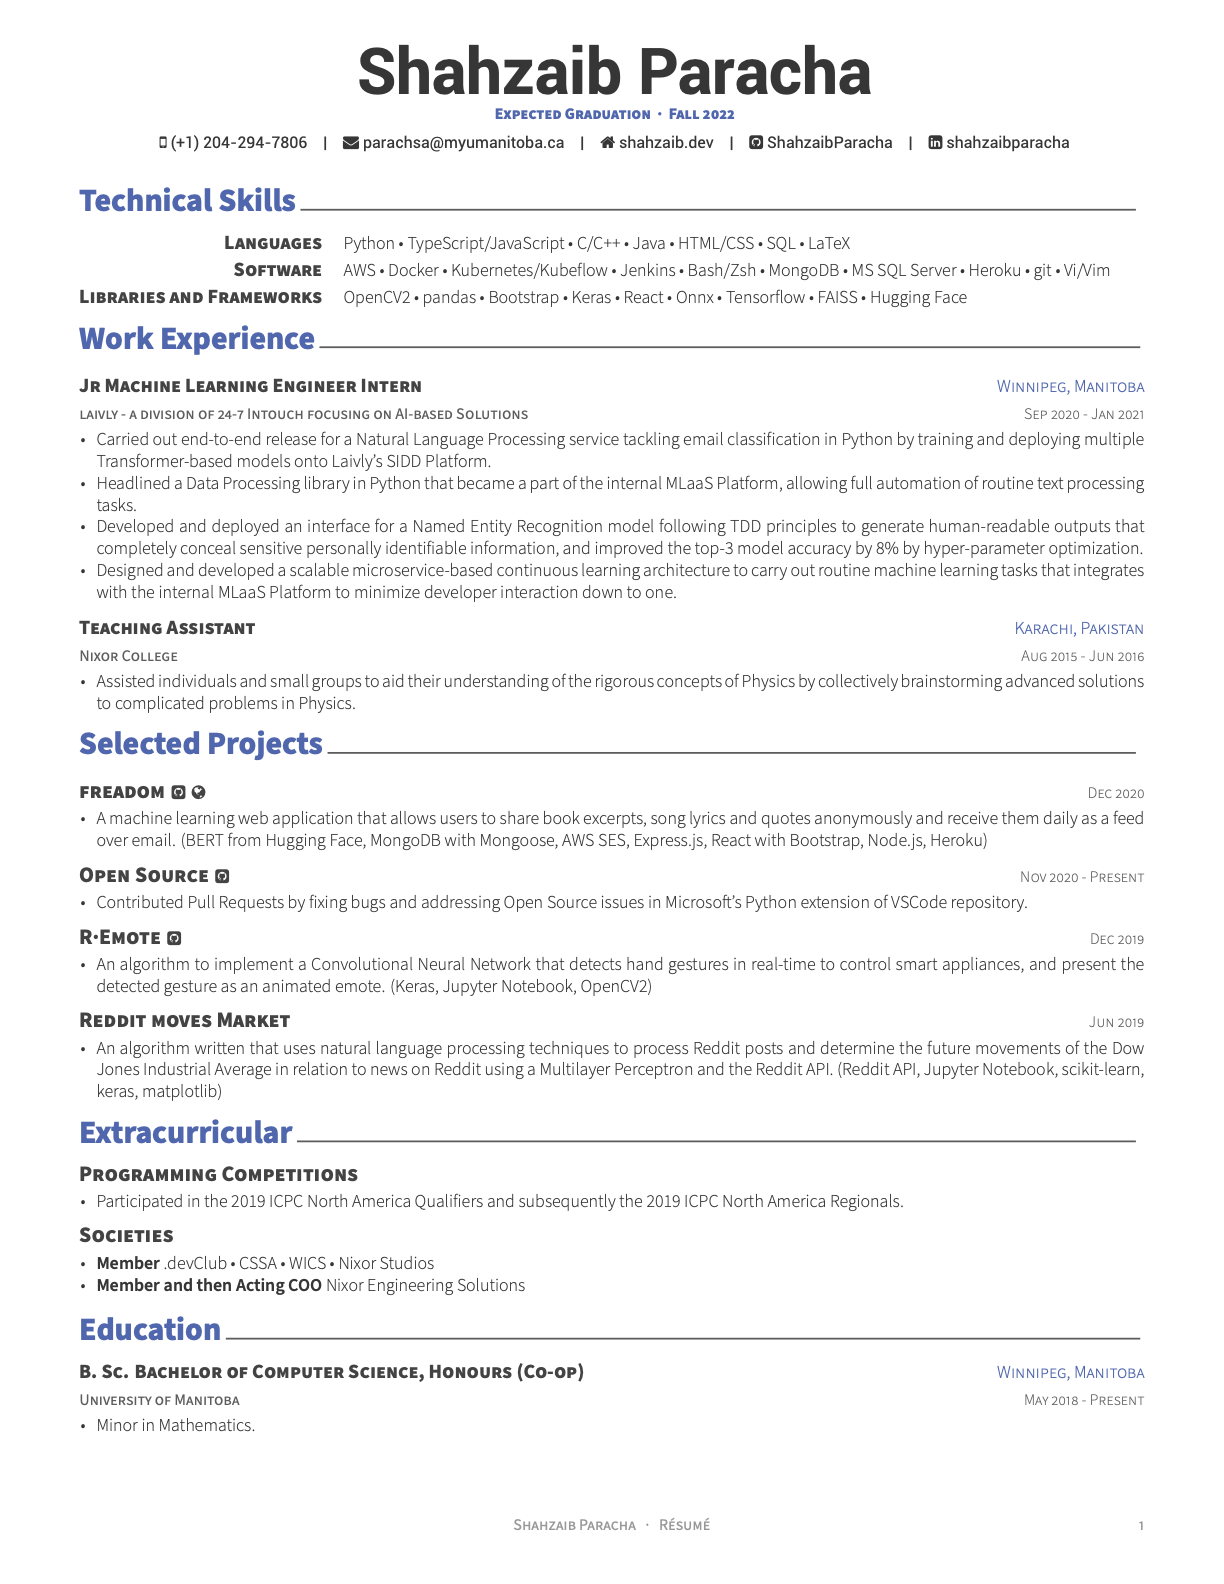 Shahzaib Paracha
Expected Graduation · Fall 2022
(+1) 204-294-7806 | parachsa@myumanitoba.ca | shahzaib.dev | ShahzaibParacha | shahzaibparacha
Technical Skills
Languages Python • TypeScript/JavaScript • C/C++ • Java • HTML/CSS • SQL • LaTeX
Software AWS • Docker • Kubernetes/Kubeflow • Jenkins • Bash/Zsh • MongoDB • MS SQL Server • Heroku • git • Vi/Vim
Libraries and Frameworks OpenCV2 • pandas • Bootstrap • Keras • React • Onnx • Tensorflow • FAISS • Hugging Face
Work Experience
Jr Machine Learning Engineer Intern Winnipeg, Manitoba
laivly - a division of 24-7 Intouch focusing on AI-based Solutions Sep 2020 - Jan 2021
• Carried out end-to-end release for a Natural Language Processing service tackling email classification in Python by training and deploying multiple
Transformer-based models onto Laivly's SIDD Platform.
• Headlined a Data Processing library in Python that became a part of the internal MLaaS Platform, allowing full automation of routine text processing
tasks.
• Developed and deployed an interface for a Named Entity Recognition model following TDD principles to generate human-readable outputs that
completely conceal sensitive personally identifiable information, and improved the top-3 model accuracy by 8% by hyper-parameter optimization.
• Designed and developed a scalable microservice-based continuous learning architecture to carry out routine machine learning tasks that integrates
with the internal MLaaS Platform to minimize developer interaction down to one.
Teaching Assistant Karachi, Pakistan
Nixor College Aug 2015 - Jun 2016
• Assisted individuals and small groups to aid their understanding of the rigorous concepts of Physics by collectively brainstorming advanced solutions
to complicated problems in Physics.
Selected Projects
FREADOM Dec 2020
• A machine learning web application that allows users to share book excerpts, song lyrics and quotes anonymously and receive them daily as a feed
over email. (BERT from Hugging Face, MongoDB with Mongoose, AWS SES, Express.js, React with Bootstrap, Node.js, Heroku)
Open Source Nov 2020 - Present
• Contributed Pull Requests by fixing bugs and addressing Open Source issues in Microsoft's Python extension of VSCode repository.
R·Emote Dec 2019
• An algorithm to implement a Convolutional Neural Network that detects hand gestures in real-time to control smart appliances, and present the
detected gesture as an animated emote. (Keras, Jupyter Notebook, OpenCV2)
Reddit moves Market Jun 2019
• An algorithm written that uses natural language processing techniques to process Reddit posts and determine the future movements of the Dow
Jones Industrial Average in relation to news on Reddit using a Multilayer Perceptron and the Reddit API. (Reddit API, Jupyter Notebook, scikit-learn,
keras, matplotlib)
Extracurricular
Programming Competitions
• Participated in the 2019 ICPC North America Qualifiers and subsequently the 2019 ICPC North America Regionals.
Societies
• Member .devClub • CSSA • WICS • Nixor Studios
• Member and then Acting COO Nixor Engineering Solutions
Education
B. Sc. Bachelor of Computer Science, Honours (Co-op) Winnipeg, Manitoba
University of Manitoba May 2018 - Present
• Minor in Mathematics.
Shahzaib Paracha · Résumé 1